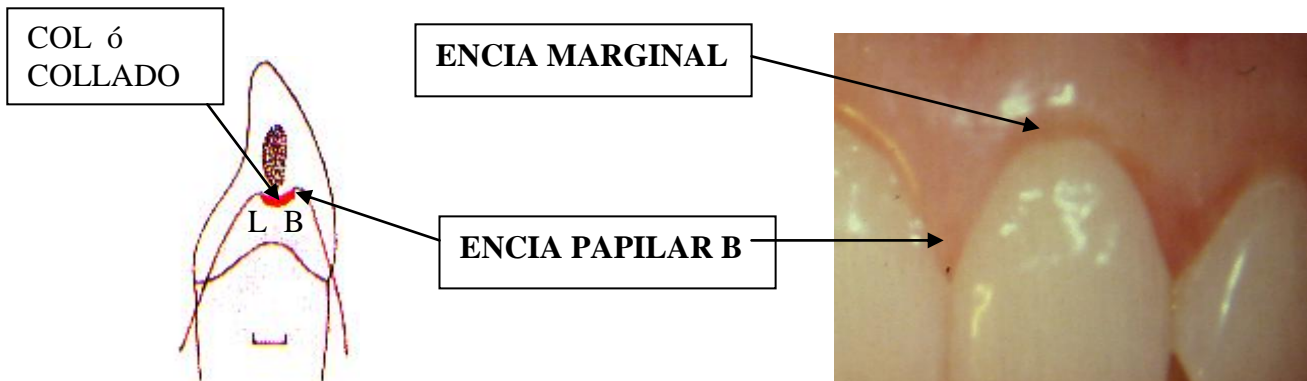 COL ó
COLLADO
ENCIA MARGINAL
L B
ENCIA PAPILAR B